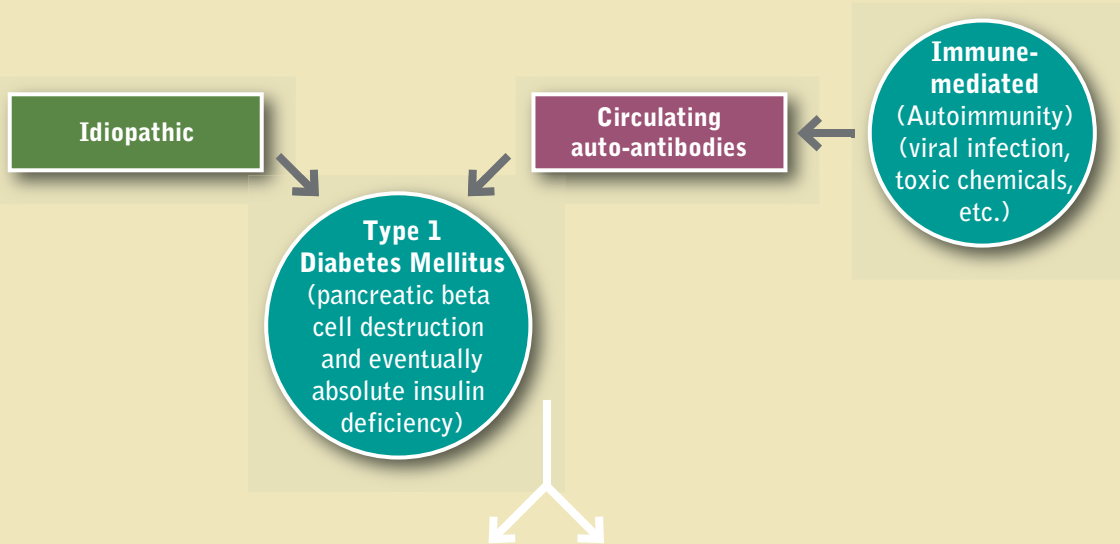 Idiopathic
Circulating
auto-antibodies
Immune-
mediated
(Autoimmunity)
(viral infection,
toxic chemicals,
etc.)
Type 1
Diabetes Mellitus
(pancreatic beta
cell destruction
and eventually
absolute insulin
deficiency)